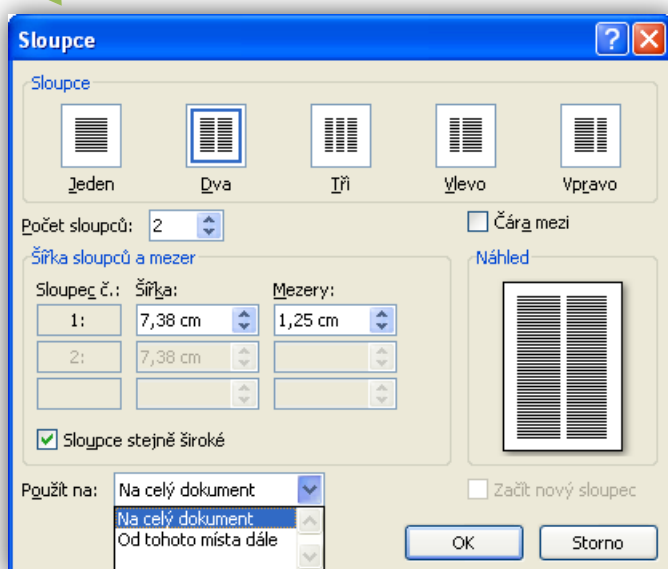 Sloupce
Sloupce
Jeden Dva Tři Vlevo Vpravo
Počet sloupců: 2 Čára mezi
Šířka sloupců a mezer Náhled
Sloupec č.: Šířka: Mezery:
1: 7,38 cm 1,25 cm
2: 7,38 cm
Sloupce stejně široké
Použít na: Na celý dokument Začít nový sloupec
Na celý dokument
Od tohoto místa dále OK Storno